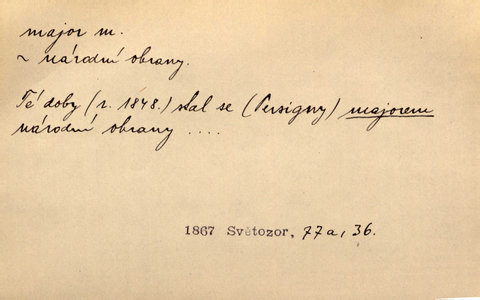 major m.
~ národní obrany.
Té doby (r. 1848.) stal se (Persigny) majorem
národní obrany ....
1867 Světozor, 77a, 36.